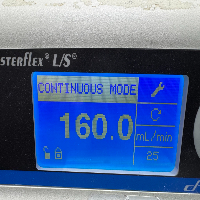 sterflex® L/S®
CONTINUOUS MODE
160.0
mL/min
25